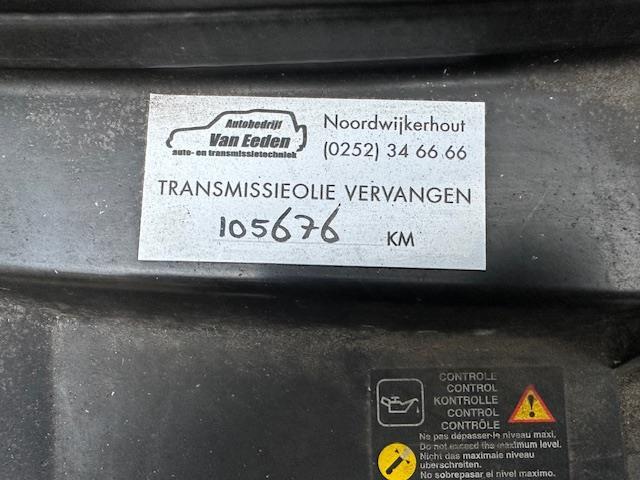 Autobedrijf
Van Eeden
auto- en transmissietechniek
Noordwijkerhout
(0252) 34 66 66
TRANSMISSIEOLIE VERVANGEN
105676 KM
CONTROLE
CONTROL
KONTROLLE
CONTROL
CONTRÔLE
Ne pas dépasser le niveau maxi.
Do not exceed the maximum level.
Nicht das maximale niveau
uberschreiten.
No sobrepasar el nivel maximo.